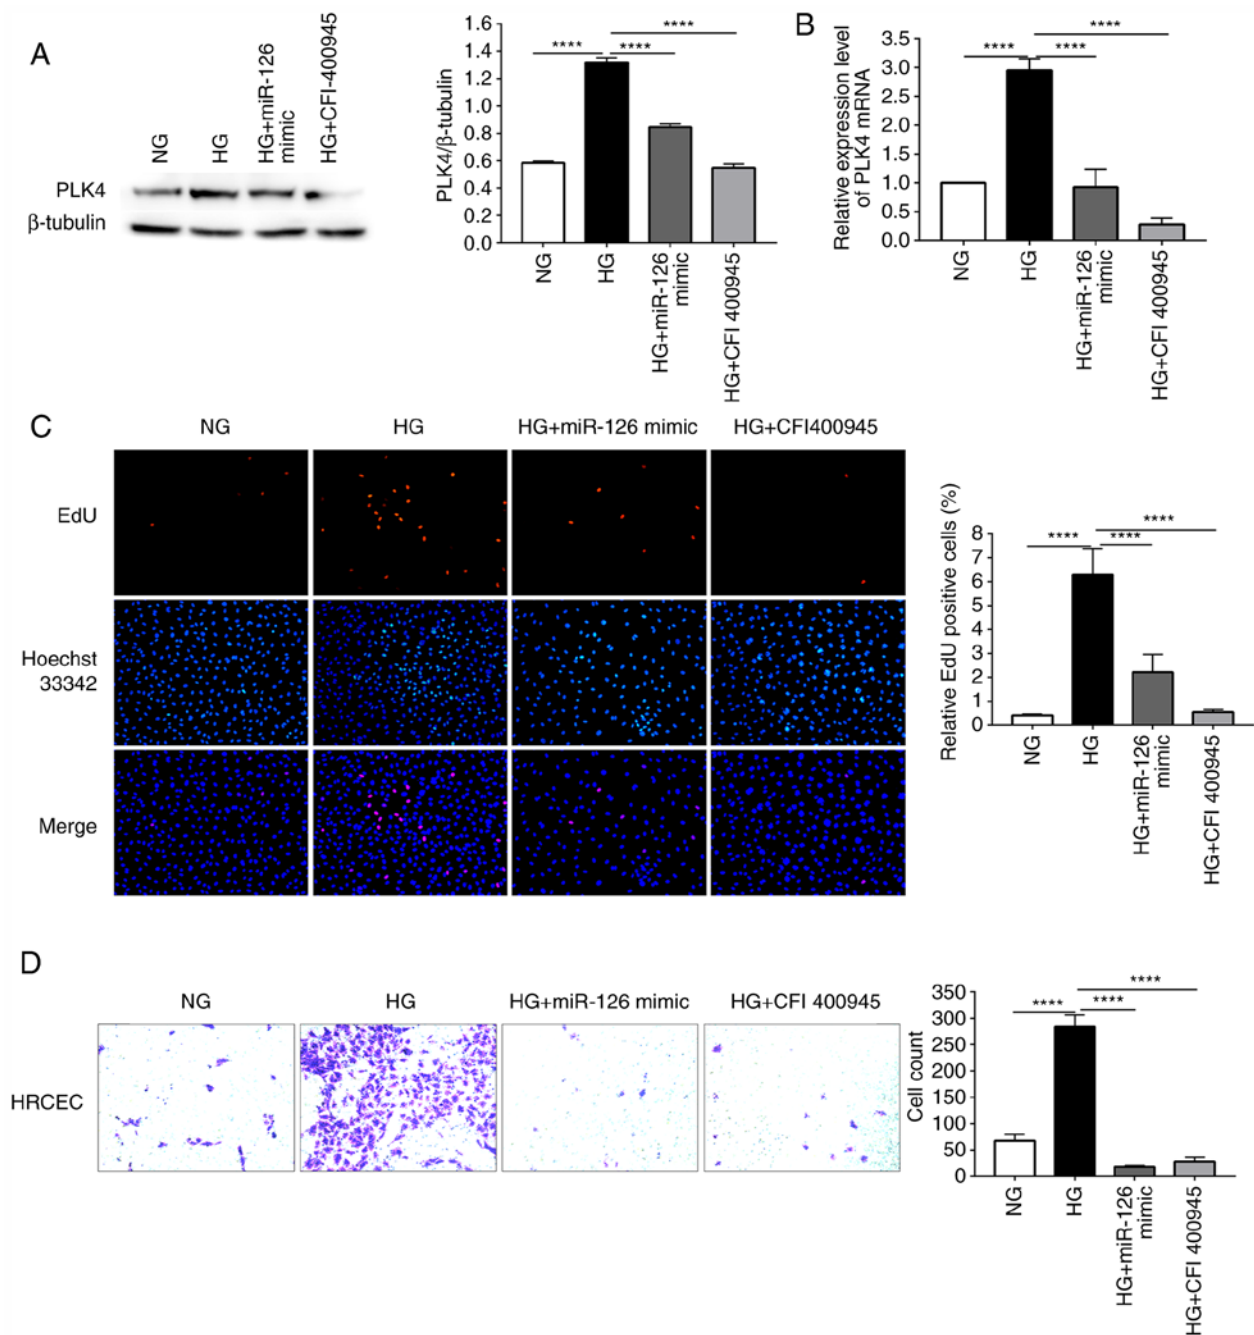 A
NG
HG
HG+miR-126
mimic
HG+CFI-400945
PLK4
β-tubulin
PLK4/β-tubulin
1.6
1.4
1.2
1.0
0.8
0.6
0.4
0.2
0.0
****
****
****
NG
HG
HG+miR-126
mimic
HG+CFI 400945
B
Relative expression level
of PLK4 mRNA
3.5
3.0
2.5
2.0
1.5
1.0
0.5
0.0
****
****
****
NG
HG
HG+miR-126
mimic
HG+CFI 400945
C
NG
HG
HG+miR-126 mimic
HG+CFI400945
EdU
Hoechst
33342
Merge
Relative EdU positive cells (%)
8
7
6
5
4
3
2
1
0
****
****
****
NG
HG
HG+miR-126
mimic
HG+CFI 400945
D
NG
HG
HG+miR-126 mimic
HG+CFI 400945
HRCEC
Cell count
350
300
250
200
150
100
50
0
****
****
****
NG
HG
HG+miR-126
mimic
HG+CFI 400945